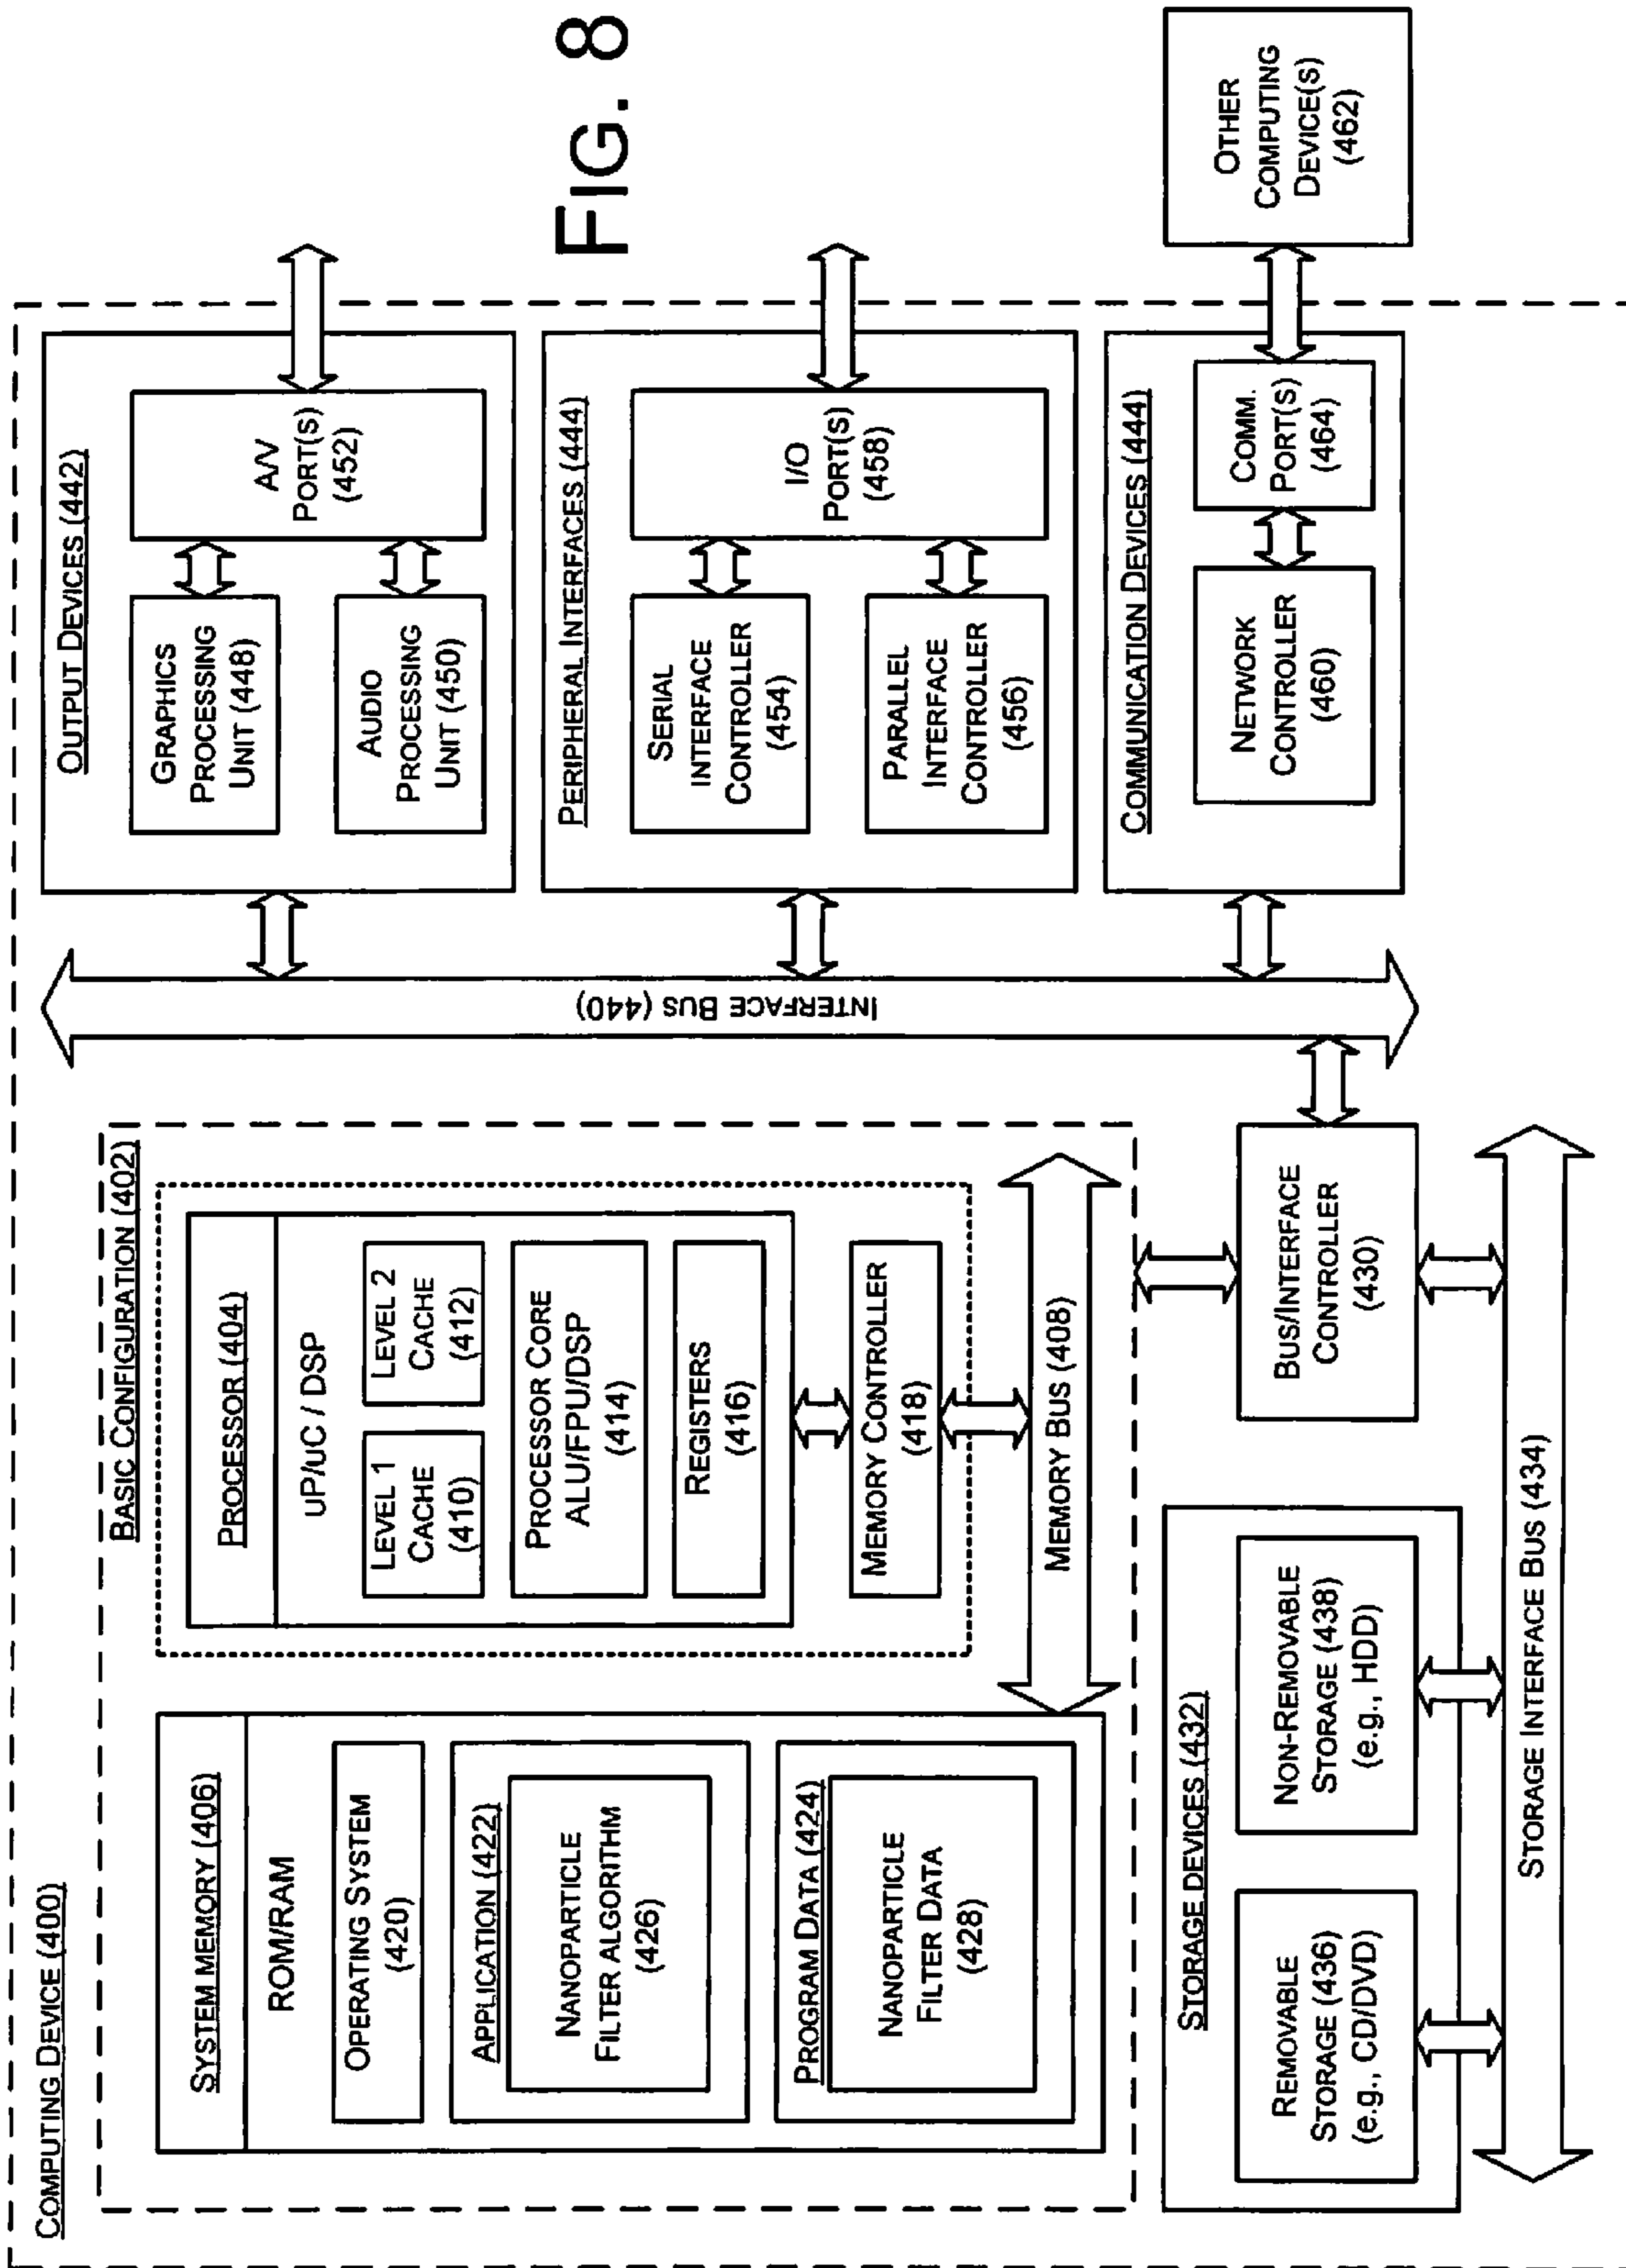 COMPUTING DEVICE (400)
BASIC CONFIGURATION (402)
SYSTEM MEMORY (406)
ROM/RAM
OPERATING SYSTEM
(420)
APPLICATION (422)
NANOPARTICLE
FILTER ALGORITHM
(426)
PROGRAM DATA (424)
NANOPARTICLE
FILTER DATA
(428)
PROCESSOR (404)
uP/uC / DSP
LEVEL 1
CACHE
(410)
LEVEL 2
CACHE
(412)
PROCESSOR CORE
ALU/FPU/DSP
(414)
REGISTERS
(416)
MEMORY CONTROLLER
(418)
MEMORY BUS (408)
BUS/INTERFACE
CONTROLLER
(430)
STORAGE DEVICES (432)
REMOVABLE
STORAGE (436)
(e.g., CD/DVD)
NON-REMOVABLE
STORAGE (438)
(e.g., HDD)
STORAGE INTERFACE BUS (434)
INTERFACE BUS (440)
OUTPUT DEVICES (442)
GRAPHICS
PROCESSING
UNIT (448)
AUDIO
PROCESSING
UNIT (450)
A/V
PORT(S)
(452)
PERIPHERAL INTERFACES (444)
SERIAL
INTERFACE
CONTROLLER
(454)
PARALLEL
INTERFACE
CONTROLLER
(456)
I/O
PORT(S)
(458)
COMMUNICATION DEVICES (444)
NETWORK
CONTROLLER
(460)
COMM.
PORT(S)
(464)
OTHER
COMPUTING
DEVICE(S)
(462)
FIG. 8